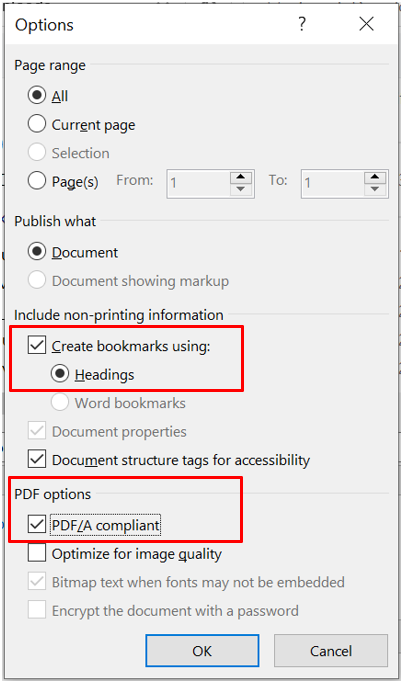 Options
Page range
All
Current page
Selection
Page(s) From: 1 To: 1
Publish what
Document
Document showing markup
Include non-printing information
Create bookmarks using:
Headings
Word bookmarks
Document properties
Document structure tags for accessibility
PDF options
PDF/A compliant
Optimize for image quality
Bitmap text when fonts may not be embedded
Encrypt the document with a password
OK Cancel